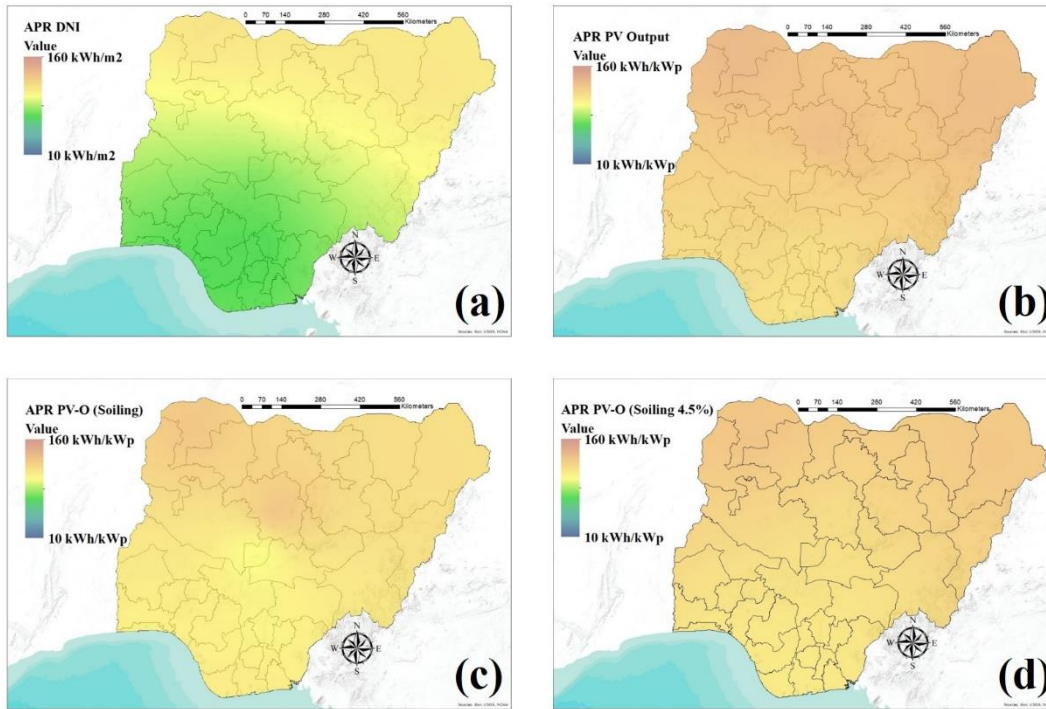 APR DNI
Value
160 kWh/m2
10 kWh/m2
0 70 140 280 420 560
Kilometers
N
W E
S
(a)
APR PV Output
Value
160 kWh/kWp
10 kWh/kWp
0 70 140 280 420 560
Kilometers
N
W E
S
(b)
APR PV-O (Soiling)
Value
160 kWh/kWp
10 kWh/kWp
0 70 140 280 420 560
Kilometers
N
W E
S
(c)
APR PV-O (Soiling 4.5%)
Value
160 kWh/kWp
10 kWh/kWp
0 70 140 260 420 560
Kilometers
N
W E
S
(d)